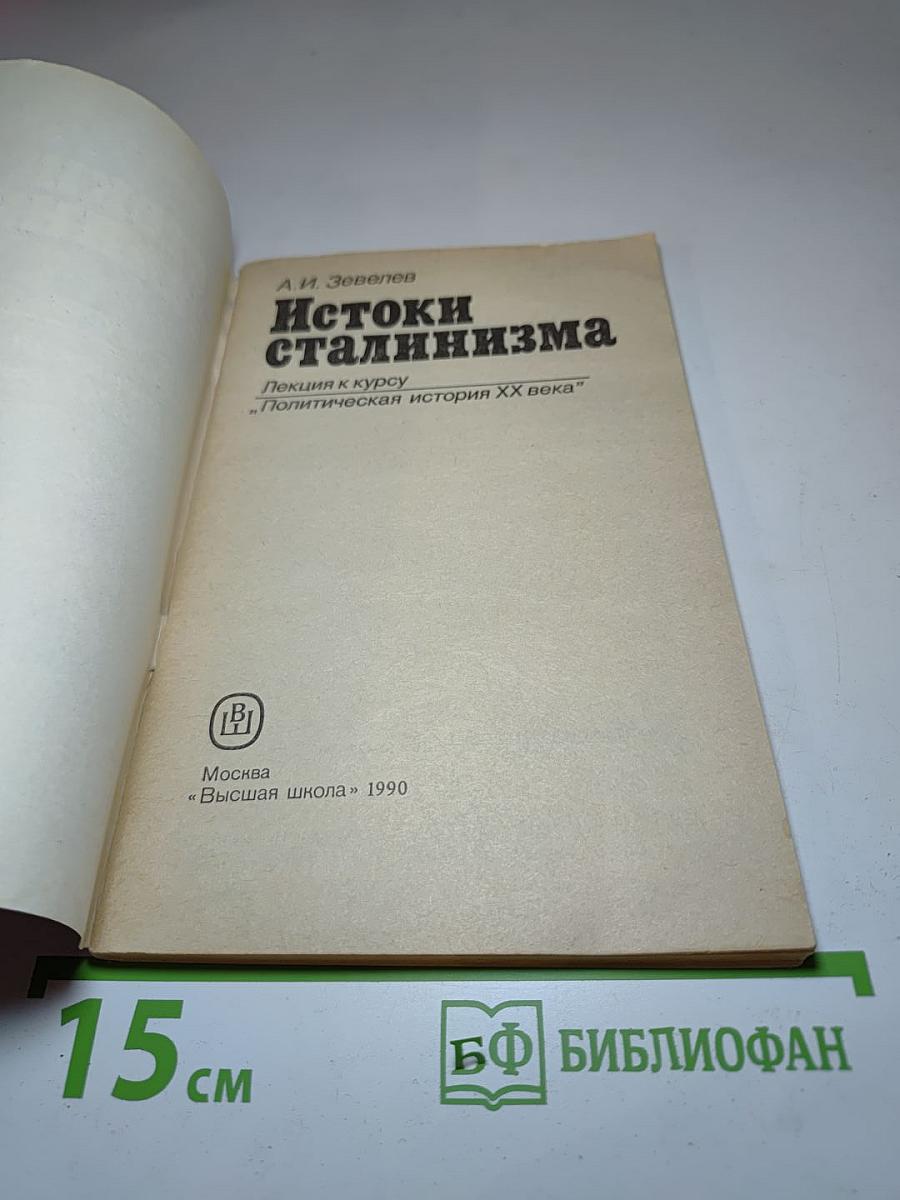 А.И. Зевелев
Истоки
сталинизма
Лекция к курсу
„Политическая история XX века”
ВШ
Москва
«Высшая школа» 1990
15 см
БФ БИБЛИОФАН